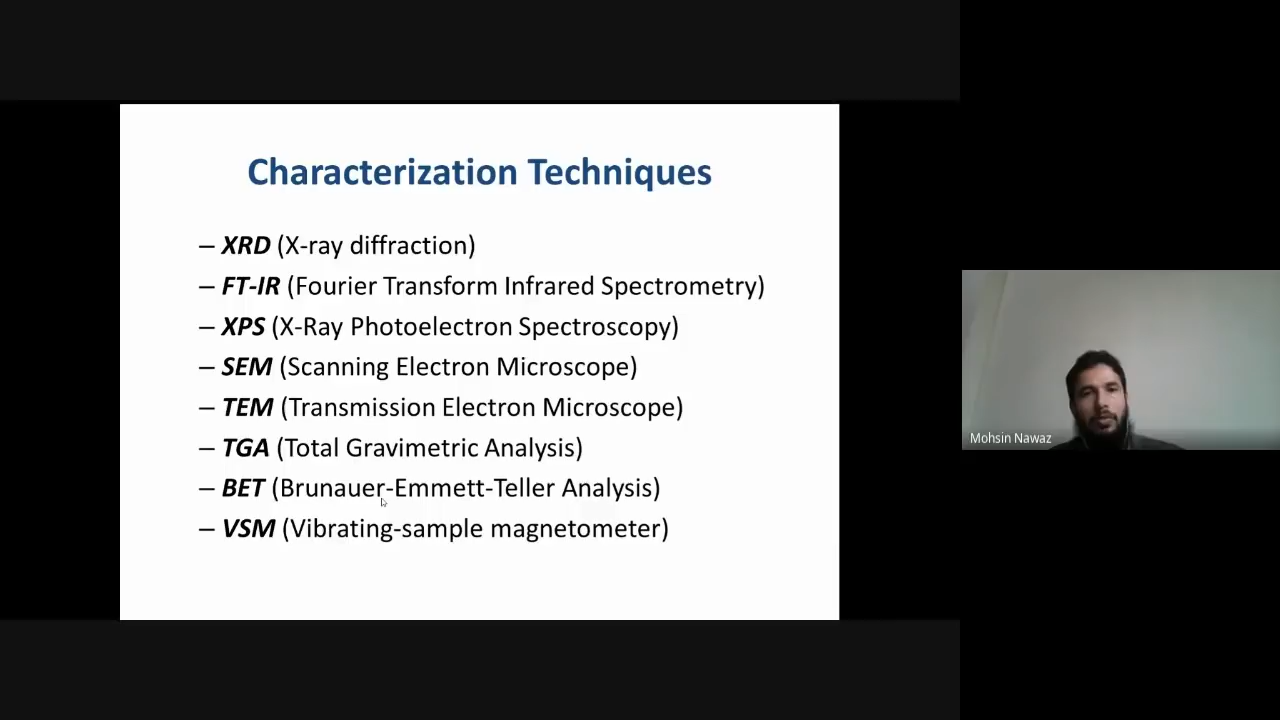 Characterization Techniques
– XRD (X-ray diffraction)
– FT-IR (Fourier Transform Infrared Spectrometry)
– XPS (X-Ray Photoelectron Spectroscopy)
– SEM (Scanning Electron Microscope)
– TEM (Transmission Electron Microscope)
– TGA (Total Gravimetric Analysis)
– BET (Brunauer-Emmett-Teller Analysis)
– VSM (Vibrating-sample magnetometer)
Mohsin Nawaz